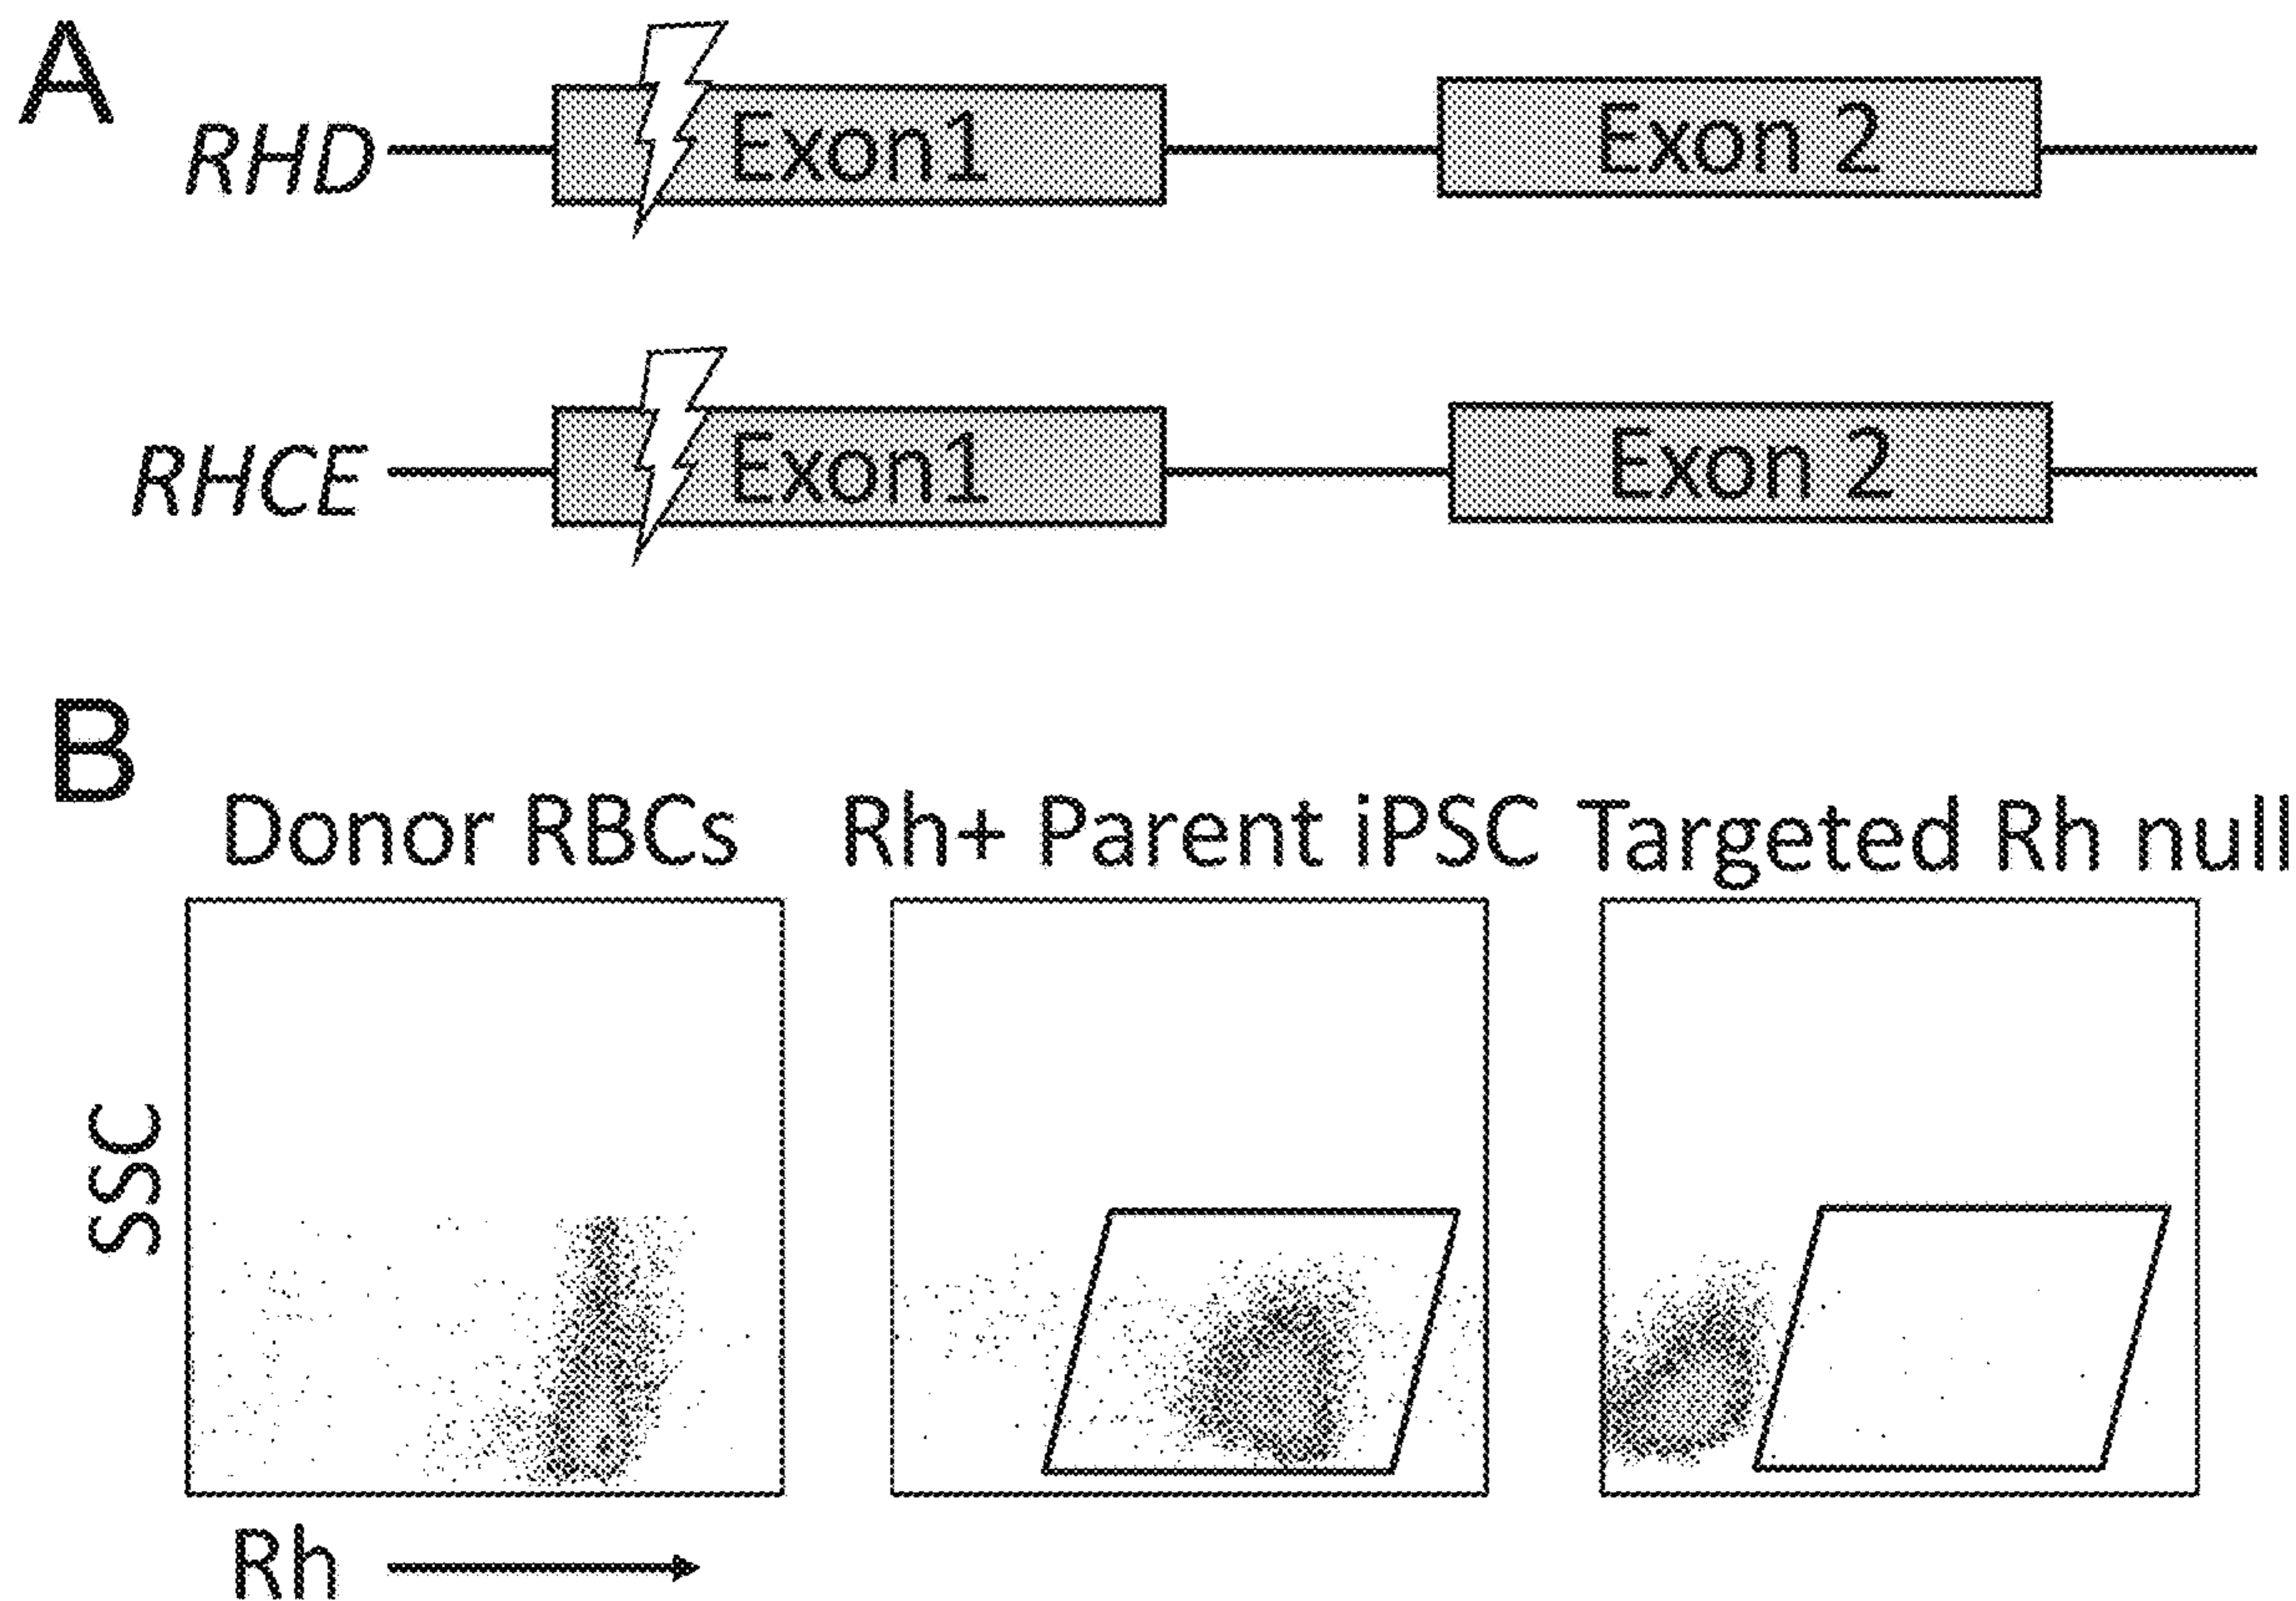 A
RHD
Exon1
Exon 2
RHCE
Exon1
Exon 2
B
Donor RBCs
Rh+ Parent iPSC
Targeted Rh null
SSC
Rh